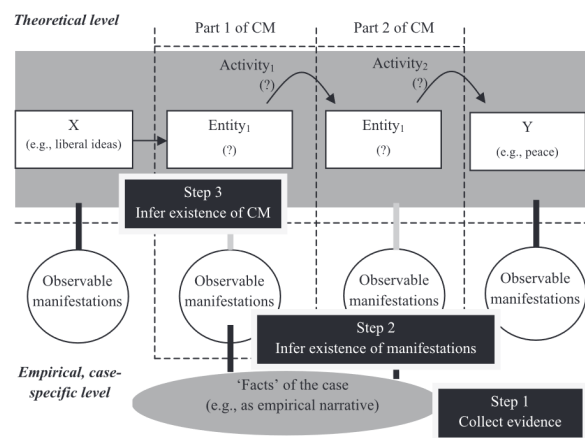 Theoretical level
Part 1 of CM
Part 2 of CM
Activity1
(?)
Activity2
(?)
X
(e.g., liberal ideas)
Entity1
(?)
Entity1
(?)
Y
(e.g., peace)
Step 3
Infer existence of CM
Observable
manifestations
Observable
manifestations
Observable
manifestations
Observable
manifestations
Step 2
Infer existence of manifestations
Empirical, case-
specific level
‘Facts’ of the case
(e.g., as empirical narrative)
Step 1
Collect evidence